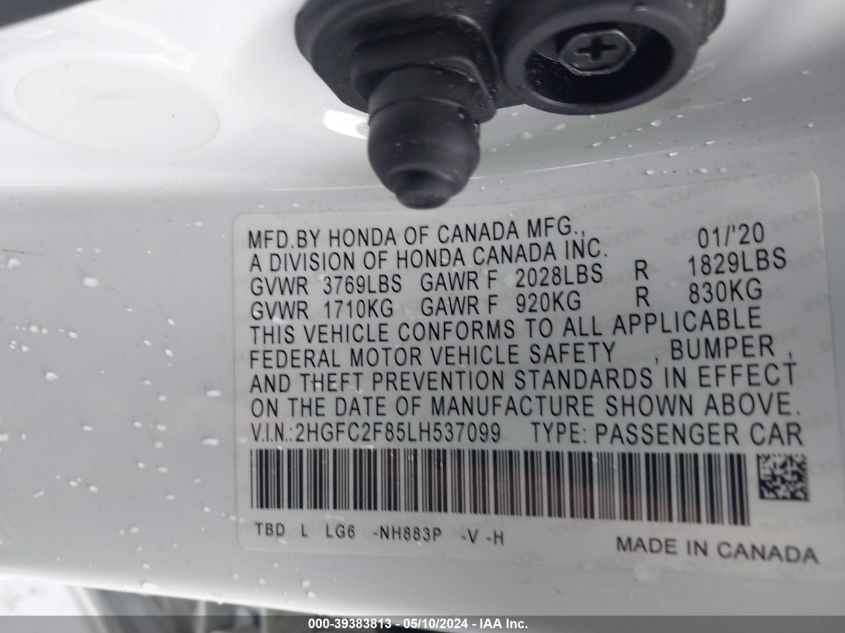 MFD.BY HONDA OF CANADA MFG., 01/'20
A DIVISION OF HONDA CANADA INC.
GVWR 3769LBS GAWR F 2028LBS R 1829LBS
GVWR 1710KG GAWR F 920KG R 830KG
THIS VEHICLE CONFORMS TO ALL APPLICABLE
FEDERAL MOTOR VEHICLE SAFETY , BUMPER ,
AND THEFT PREVENTION STANDARDS IN EFFECT
ON THE DATE OF MANUFACTURE SHOWN ABOVE.
V.I.N.:2HGFC2F85LH537099 TYPE: PASSENGER CAR
TBD L LG6 -NH883P -V -H
MADE IN CANADA
000-39383813 - 05/10/2024 - IAA Inc.